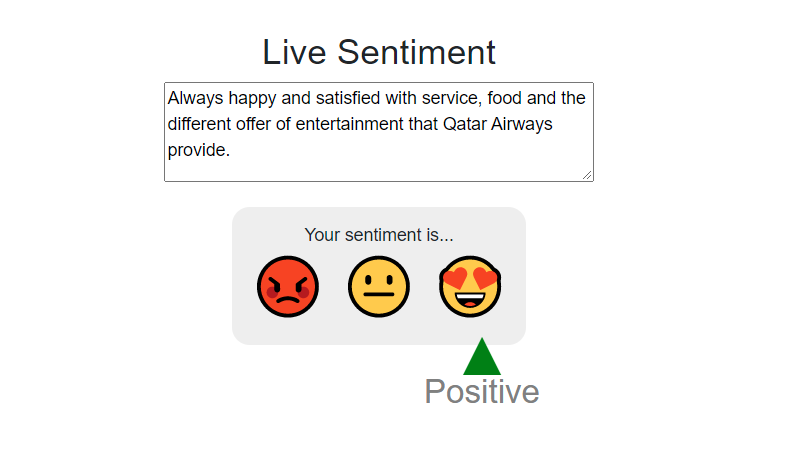 Live Sentiment
Always happy and satisfied with service, food and the
different offer of entertainment that Qatar Airways
provide.
Your sentiment is...
Positive